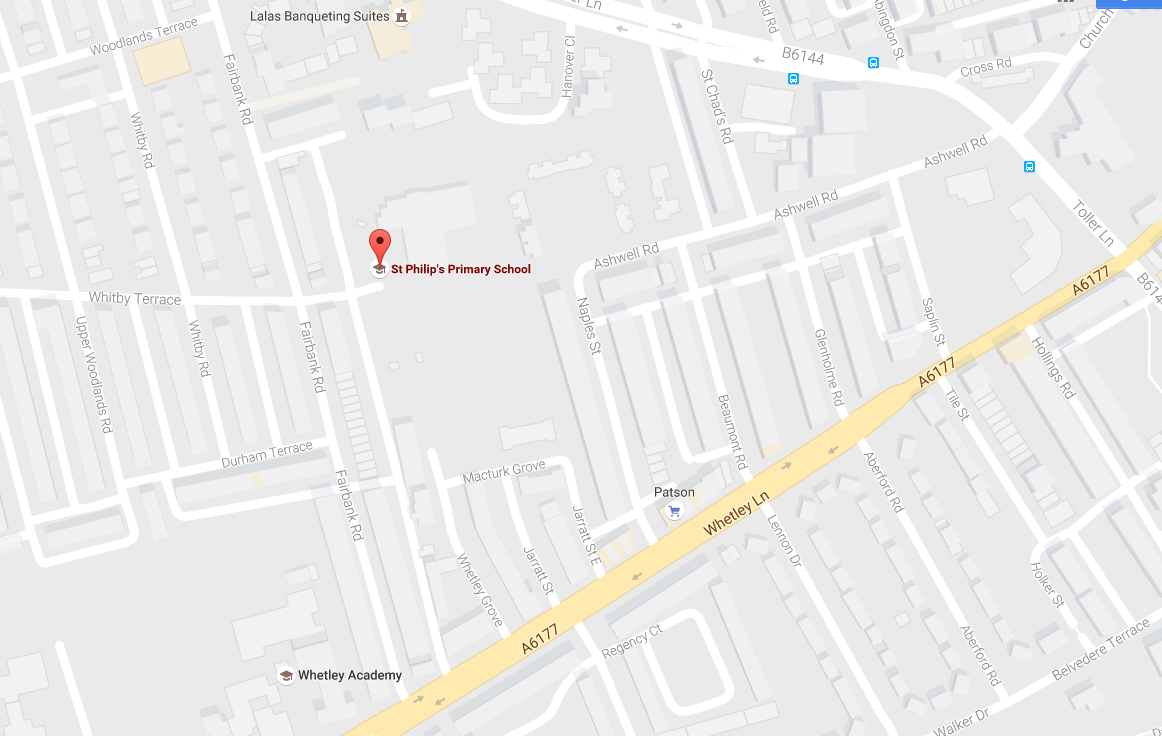 Lalas Banqueting Suites
Woodlands Terrace
Fairbank Rd
Hanover Cl
B6144
Cross Rd
Church
Whitby Rd
St Chad's Rd
Ashwell Rd
Ashwell Rd
Ashwell Rd
Toller Ln
St Philip's Primary School
A6177
Whitby Terrace
Upper Woodlands Rd
Whitby Rd
Fairbank Rd
Naples St
Saplin St
Glenholme Rd
Hollings Rd
A6177
Tile St
Beaumont Rd
Durham Terrace
Macturk Grove
Fairbank Rd
Patson
Whetley Ln
Aberford Rd
Jarratt St E
Lennon Dr
Whetley Grove
Jarratt St
Holker St
A6177
Regency Ct
Aberford Rd
Belvedere Terrace
Whetley Academy
Walker Dr